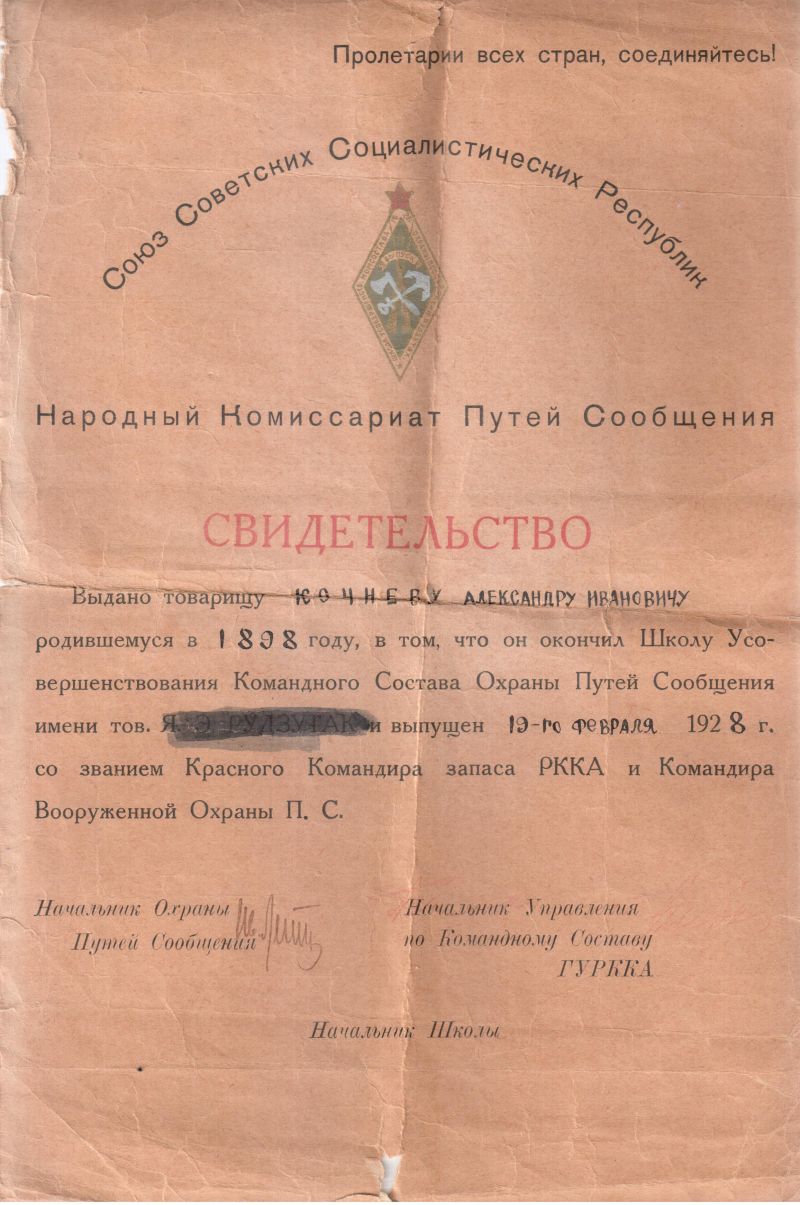 Пролетарии всех стран, соединяйтесь!
Союз Советских Социалистических Республик
Народный Комиссариат Путей Сообщения
СВИДЕТЕЛЬСТВО
Выдано товарищу КОЧНЕВУ АЛЕКСАНДРУ ИВАНОВИЧУ
родившемуся в 1898 году, в том, что он окончил Школу Усо-
вершенствования Командного Состава Охраны Путей Сообщения
имени тов. Я. Э. РУДЗУТАК и выпущен 19-го ФЕВРАЛЯ 1928 г.
со званием Красного Командира запаса РККА и Командира
Вооруженной Охраны П. С.
Начальник Охраны
Путей Сообщения
Начальник Управления
по Командному Составу
ГУРККА
Начальник Школы